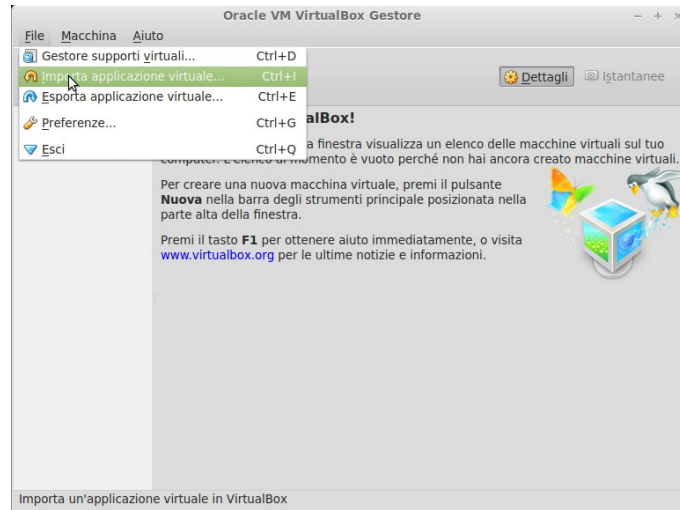 Oracle VM VirtualBox Gestore
File Macchina Aiuto
Gestore supporti virtuali... Ctrl+D
Importa applicazione virtuale... Ctrl+I
Esporta applicazione virtuale... Ctrl+E
Preferenze... Ctrl+G
Esci Ctrl+Q
Dettagli Istantanee
alBox!
a finestra visualizza un elenco delle macchine virtuali sul tuo
computer. L'elenco al momento è vuoto perché non hai ancora creato macchine virtuali.
Per creare una nuova macchina virtuale, premi il pulsante
Nuova nella barra degli strumenti principale posizionata nella
parte alta della finestra.
Premi il tasto F1 per ottenere aiuto immediatamente, o visita
www.virtualbox.org per le ultime notizie e informazioni.
Importa un'applicazione virtuale in VirtualBox